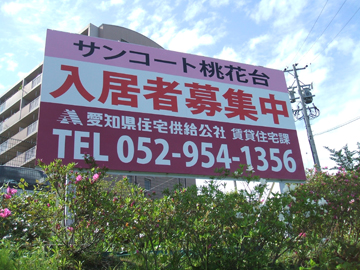 サンコート桃花台
入居者募集中
愛知県住宅供給公社 賃貸住宅課
TEL 052-954-1356